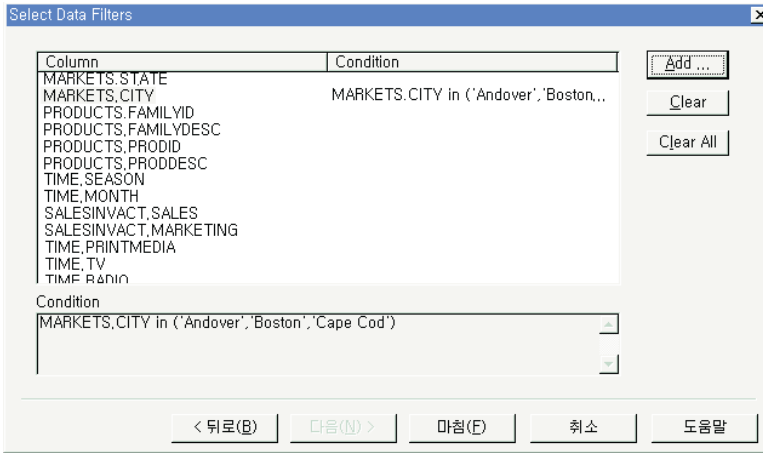 Select Data Filters
Column Condition
MARKETS.STATE
MARKETS,CITY MARKETS.CITY in ('Andover','Boston,,,
PRODUCTS.FAMILYID
PRODUCTS,FAMILYDESC
PRODUCTS,PRODID
PRODUCTS,PRODDESC
TIME,SEASON
TIME,MONTH
SALESINVACT,SALES
SALESINVACT,MARKETING
TIME,PRINTMEDIA
TIME,TV
TIME RADIO
Add ...
Clear
Clear All
Condition
MARKETS,CITY in ('Andover','Boston','Cape Cod')
< 뒤로(B) 다음(N) > 마침(F) 취소 도움말